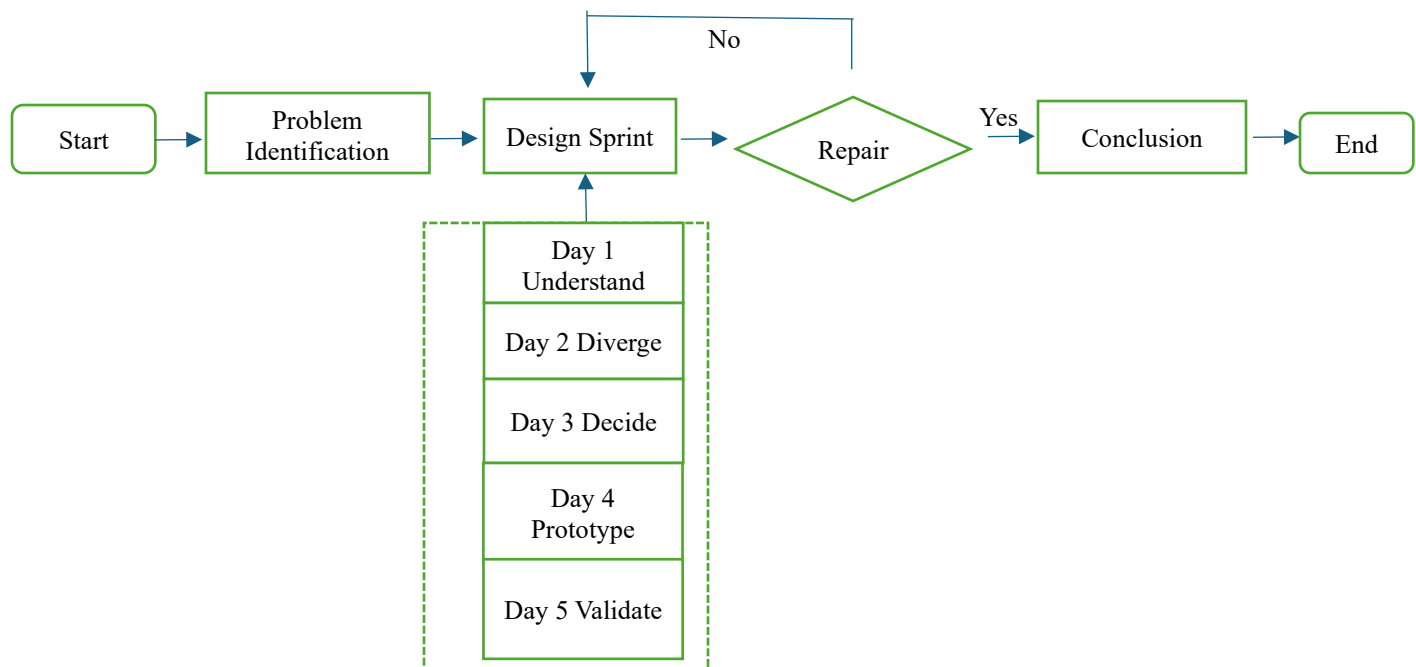 No
Start
Problem
Identification
Design Sprint
Repair
Yes
Conclusion
End
Day 1
Understand
Day 2 Diverge
Day 3 Decide
Day 4
Prototype
Day 5 Validate